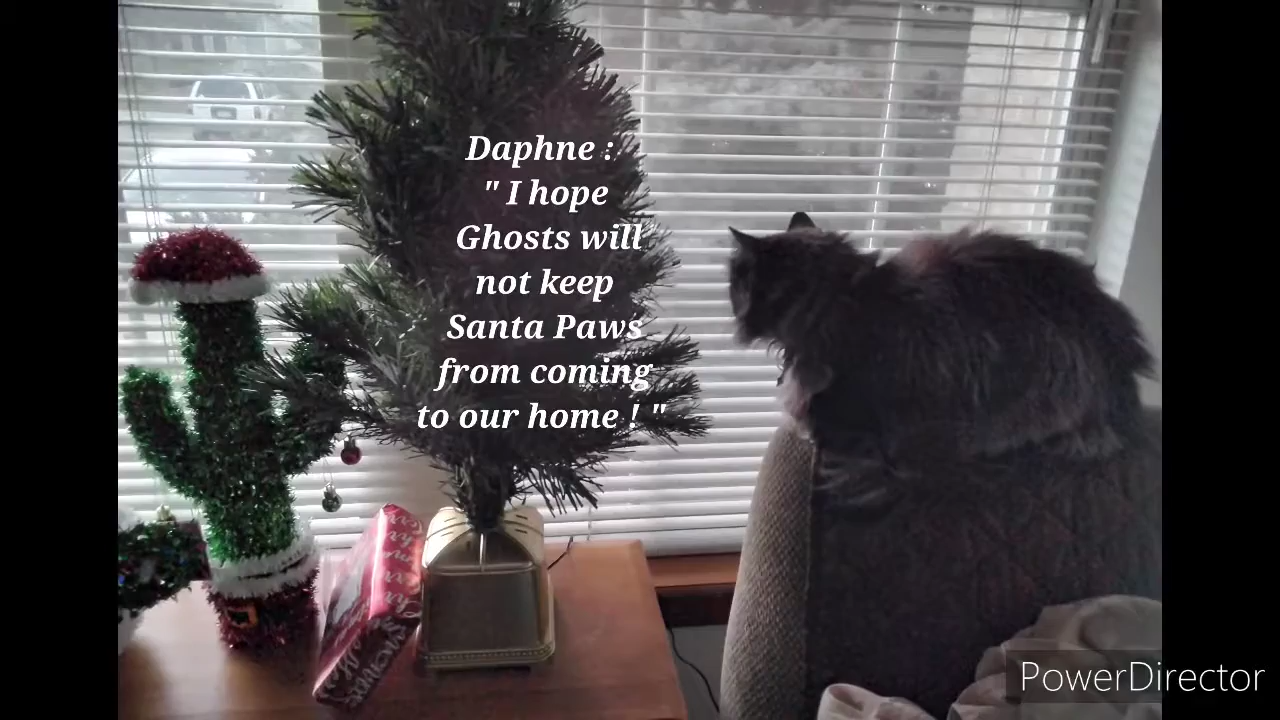 Daphne :
" I hope
Ghosts will
not keep
Santa Paws
from coming
to our home ! "
PowerDirector